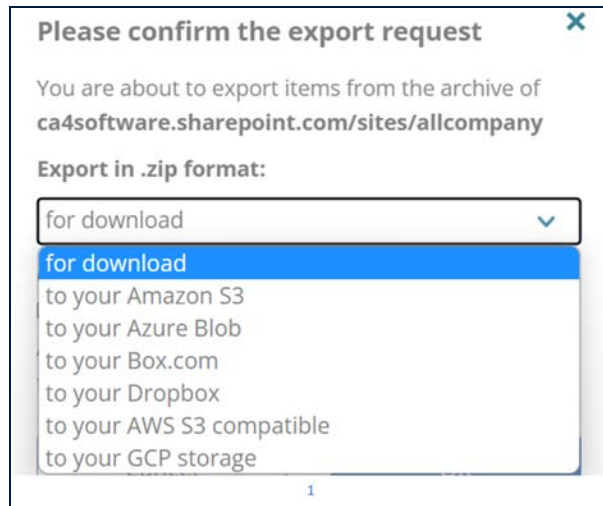 Please confirm the export request
You are about to export items from the archive of
ca4software.sharepoint.com/sites/allcompany
Export in .zip format:
for download
for download
to your Amazon S3
to your Azure Blob
to your Box.com
to your Dropbox
to your AWS S3 compatible
to your GCP storage
1